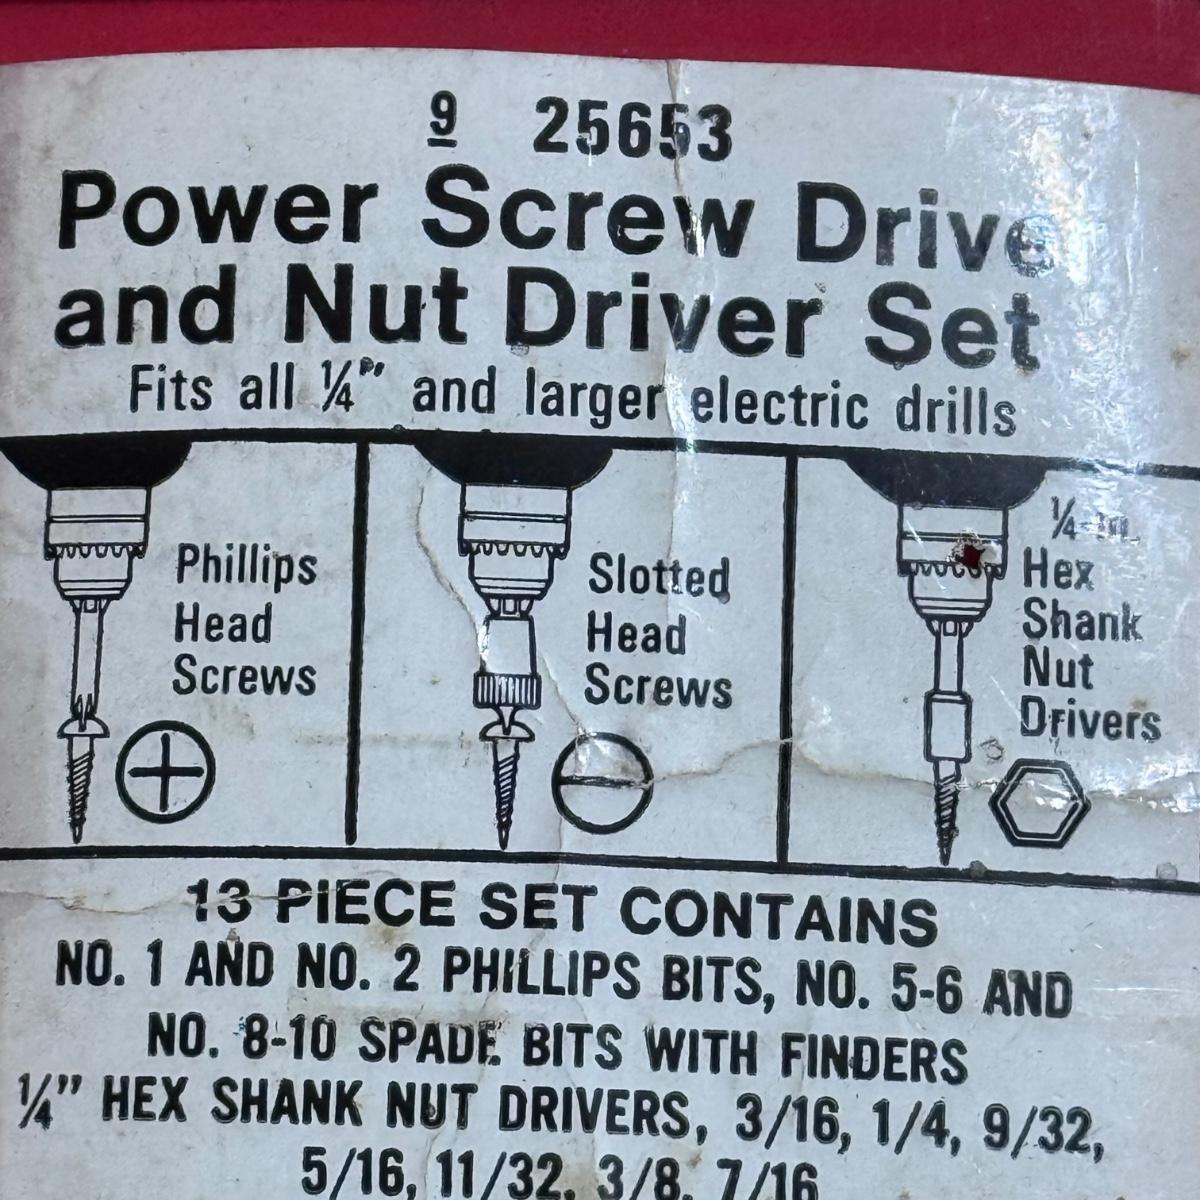 9 25653
Power Screw Drive
and Nut Driver Set
Fits all ¼" and larger electric drills
Phillips
Head
Screws
Slotted
Head
Screws
¼-in.
Hex
Shank
Nut
Drivers
13 PIECE SET CONTAINS
NO. 1 AND NO. 2 PHILLIPS BITS, NO. 5-6 AND
NO. 8-10 SPADE BITS WITH FINDERS
¼" HEX SHANK NUT DRIVERS, 3/16, 1/4, 9/32,
5/16, 11/32, 3/8, 7/16